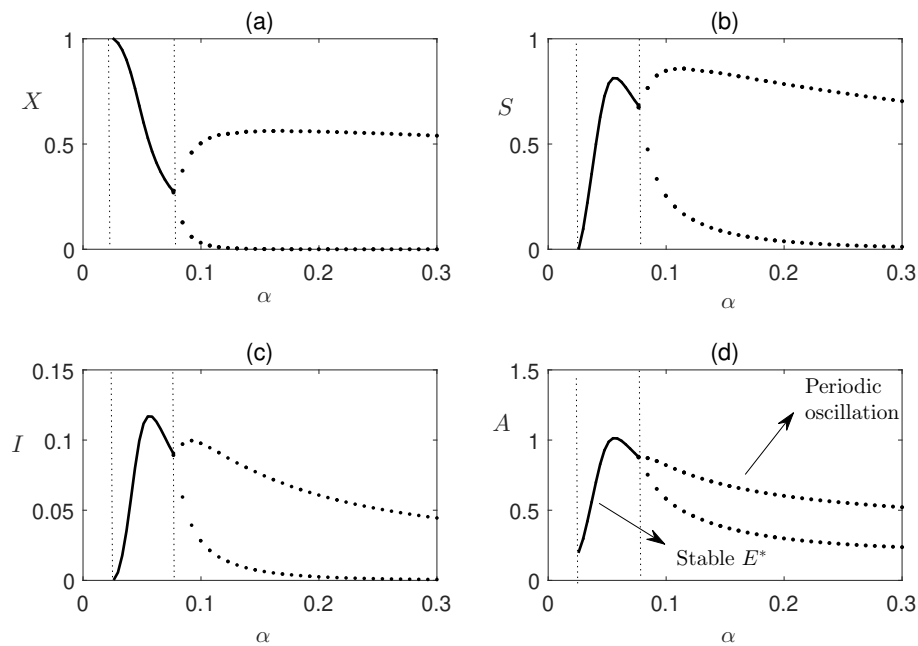 (a)
1
X
0.5
0
0 0.1 0.2 0.3
α
(b)
1
S
0.5
0
0 0.1 0.2 0.3
α
(c)
0.15
0.1
I
0.05
0
0 0.1 0.2 0.3
α
(d)
1.5
Periodic
oscillation
A
1
0.5
Stable E*
0
0 0.1 0.2 0.3
α